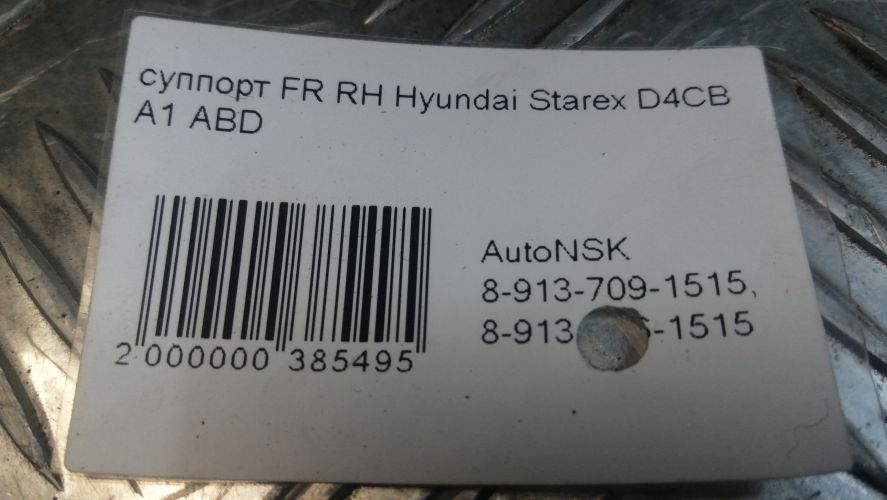 суппорт FR RH Hyundai Starex D4CB
A1 ABD
AutoNSK
8-913-709-1515,
2 000000 385495